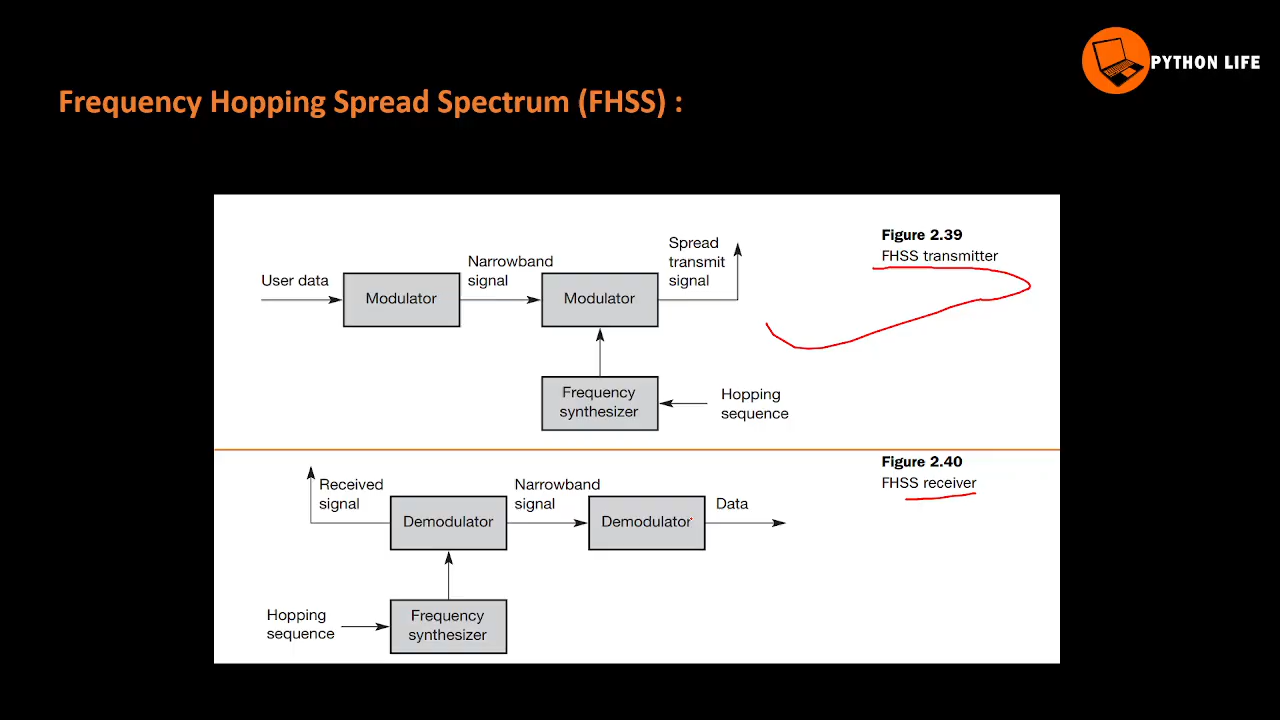 PYTHON LIFE
Frequency Hopping Spread Spectrum (FHSS) :
Figure 2.39
FHSS transmitter
User data
Modulator
Narrowband
signal
Modulator
Spread
transmit
signal
Frequency
synthesizer
Hopping
sequence
Figure 2.40
FHSS receiver
Received
signal
Demodulator
Narrowband
signal
Demodulator
Data
Hopping
sequence
Frequency
synthesizer